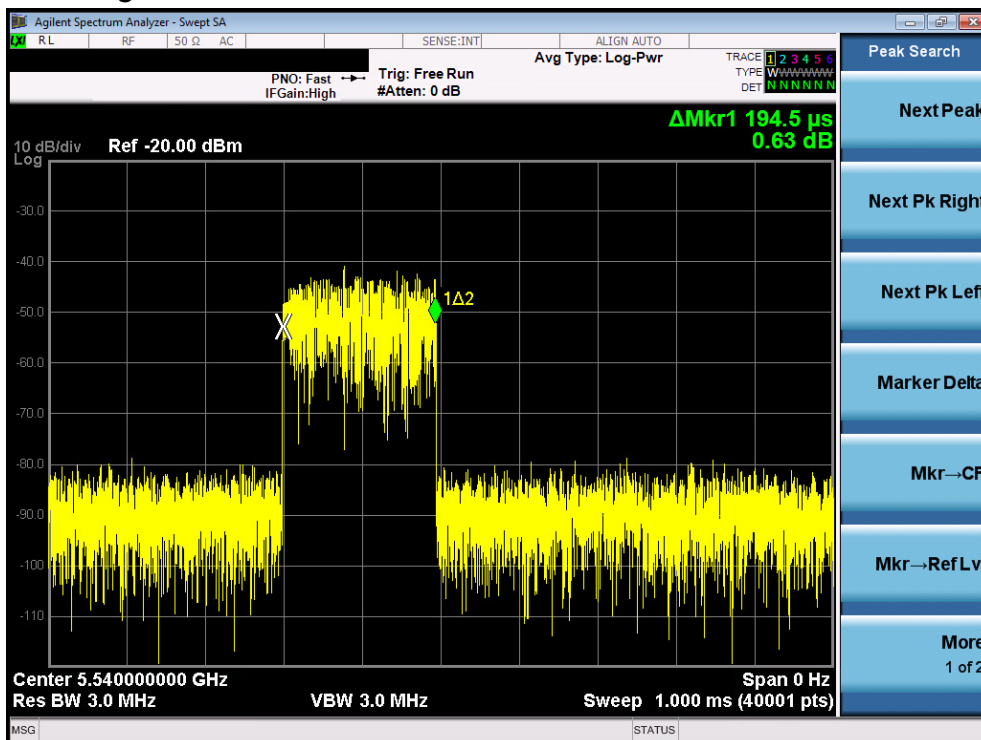 Agilent Spectrum Analyzer - Swept SA
LXI RL RF 50 Ω AC SENSE:INT ALIGN AUTO
PNO: Fast
IFGain:High
Trig: Free Run
#Atten: 0 dB
Avg Type: Log-Pwr
TRACE 1 2 3 4 5 6
TYPE WWWWWW
DET N N N N N N
ΔMkr1 194.5 µs
0.63 dB
10 dB/div Ref -20.00 dBm
Log
-30.0
-40.0
-50.0
-60.0
-70.0
-80.0
-90.0
-100
-110
1Δ2
X
Center 5.540000000 GHz Span 0 Hz
Res BW 3.0 MHz VBW 3.0 MHz Sweep 1.000 ms (40001 pts)
MSG STATUS
Peak Search
Next Peak
Next Pk Right
Next Pk Left
Marker Delta
Mkr→CF
Mkr→Ref Lv
More
1 of 2